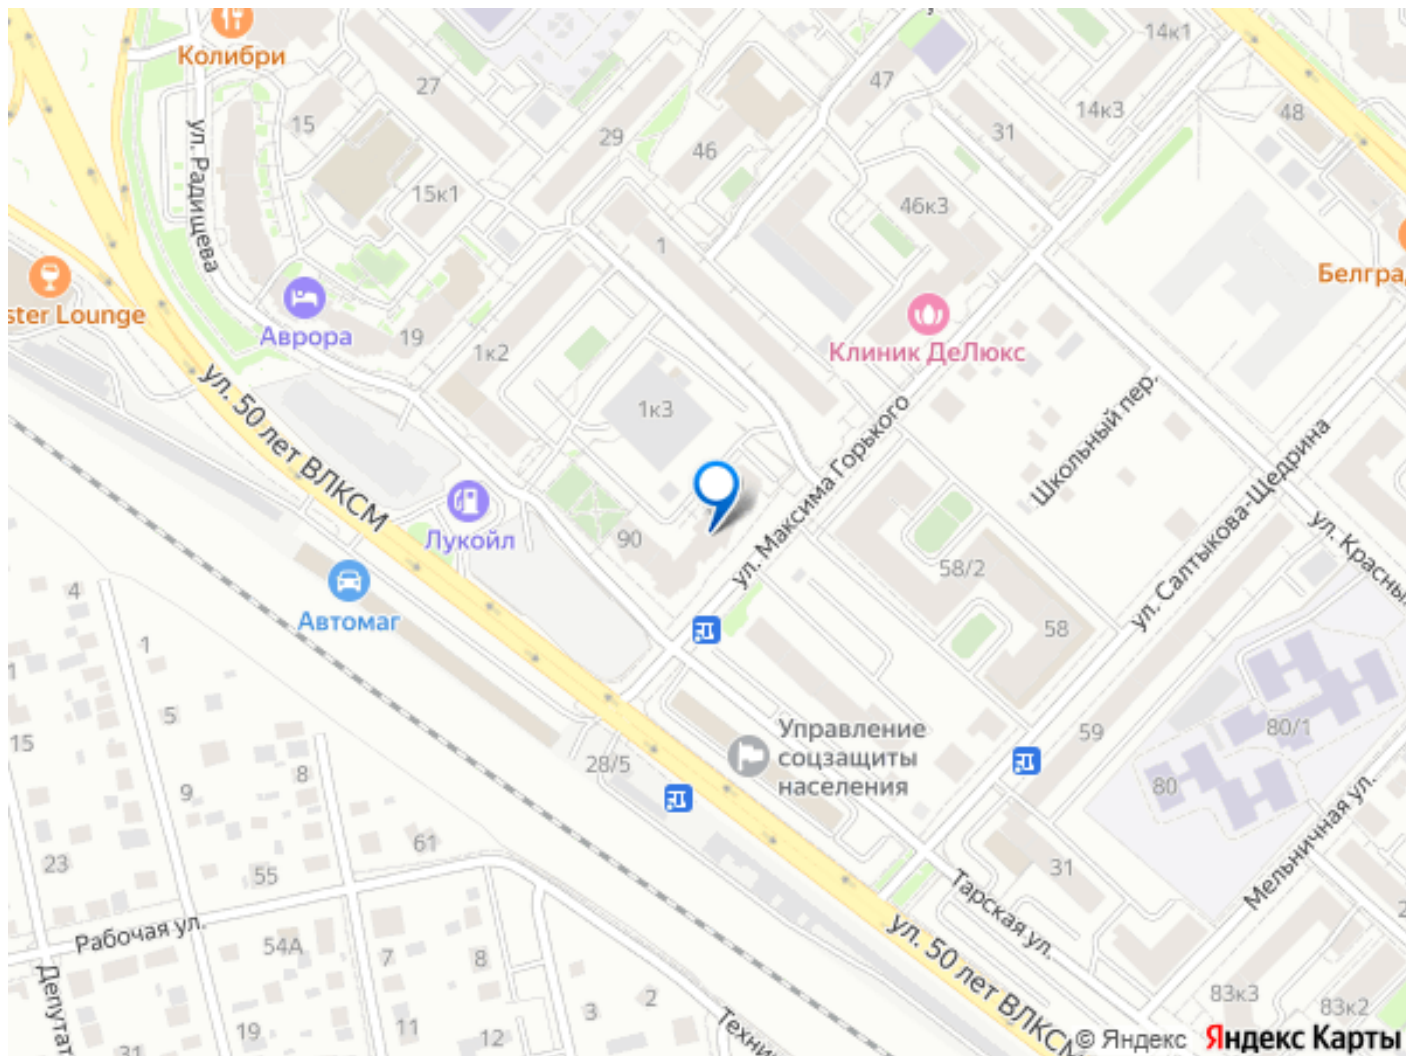 Колибри
27
15
ул. Радищева
15к1
29
46
47
14к1
14к3
31
48
46к3
1
Белгра
ster Lounge
Аврора
19
1к2
1к3
Клиник ДеЛюкс
ул. 50 лет ВЛКСМ
Лукойл
90
ул. Максима Горького
Школьный пер.
ул. Салтыкова-Щедрина
ул. Красных
58/2
58
Автомаг
4
1
1
5
15
9
8
28/5
Управление
соцзащиты
населения
59
80/1
80
Мельничная ул.
31
Тарская ул.
61
55
23
Рабочая ул.
54А
7
8
3
2
Депутат
19
11
12
31
Техни
ул. 50 лет ВЛКСМ
83к3
83к2
2
© Яндекс Яндекс Карты